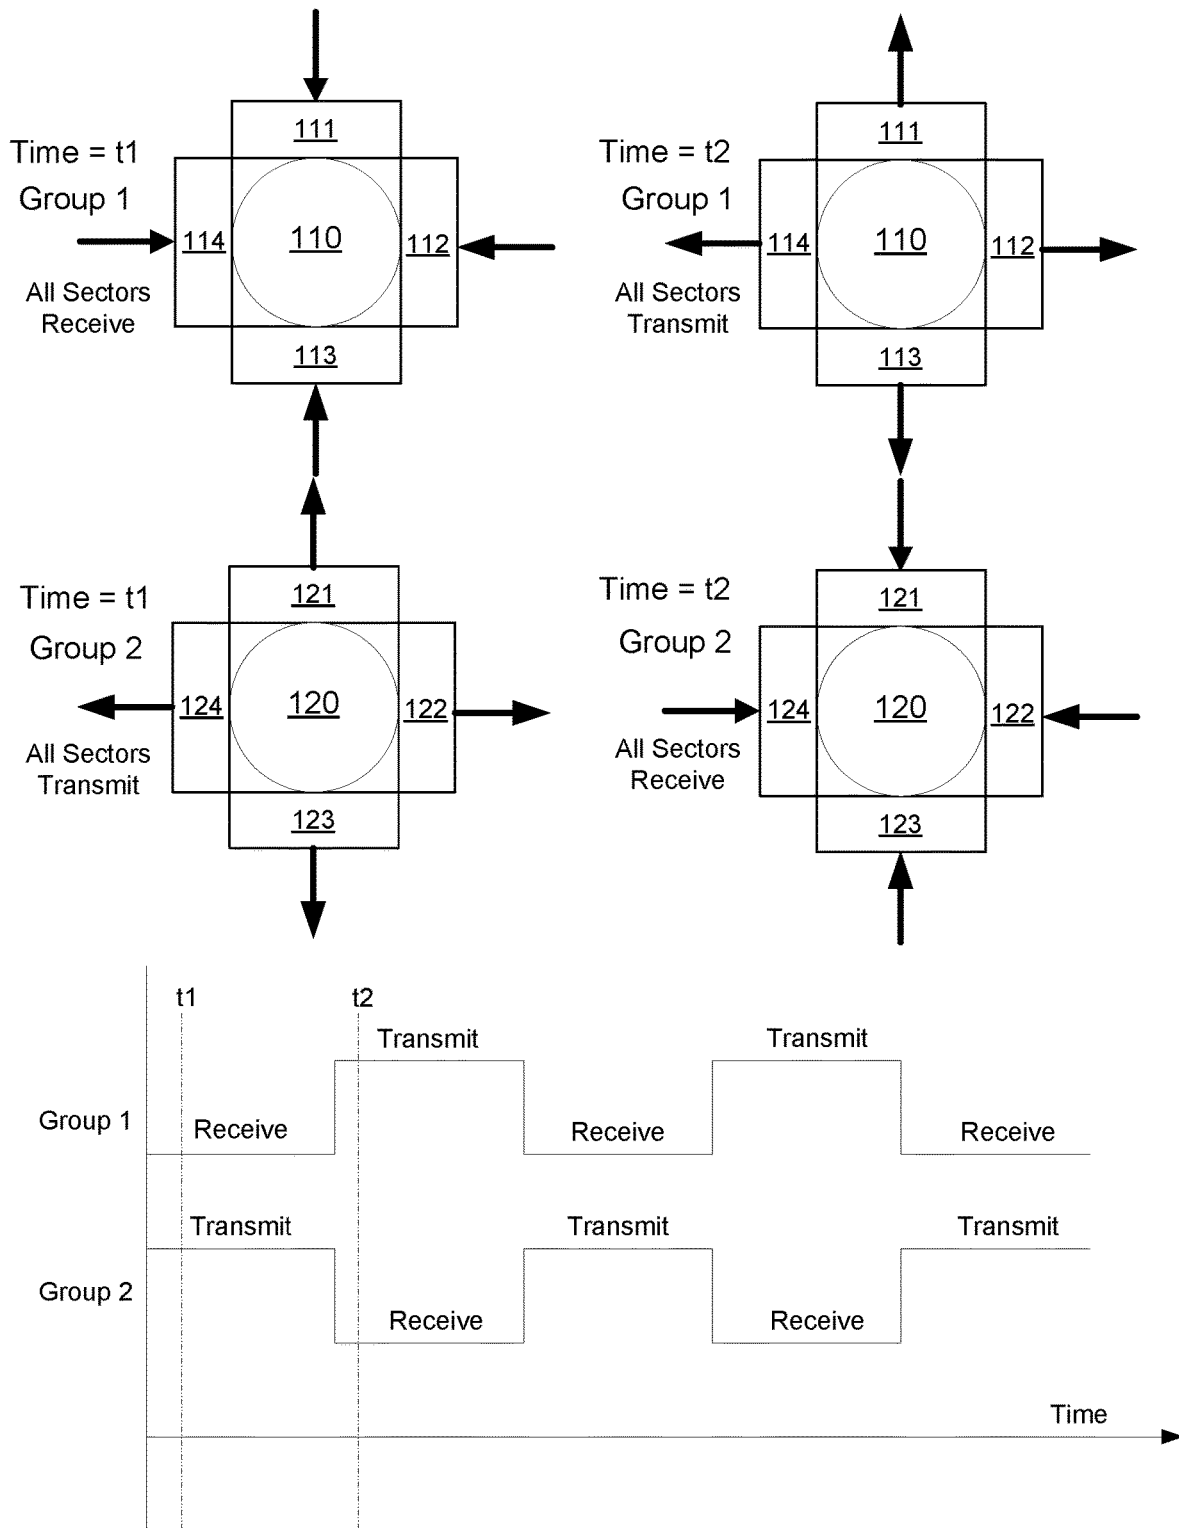 111
Time = t1
Group 1
114
110
112
All Sectors
Receive
113
111
Time = t2
Group 1
114
110
112
All Sectors
Transmit
113
121
Time = t1
Group 2
124
120
122
All Sectors
Transmit
123
121
Time = t2
Group 2
124
120
122
All Sectors
Receive
123
t1
t2
Transmit
Transmit
Group 1
Receive
Receive
Receive
Transmit
Transmit
Transmit
Group 2
Receive
Receive
Time